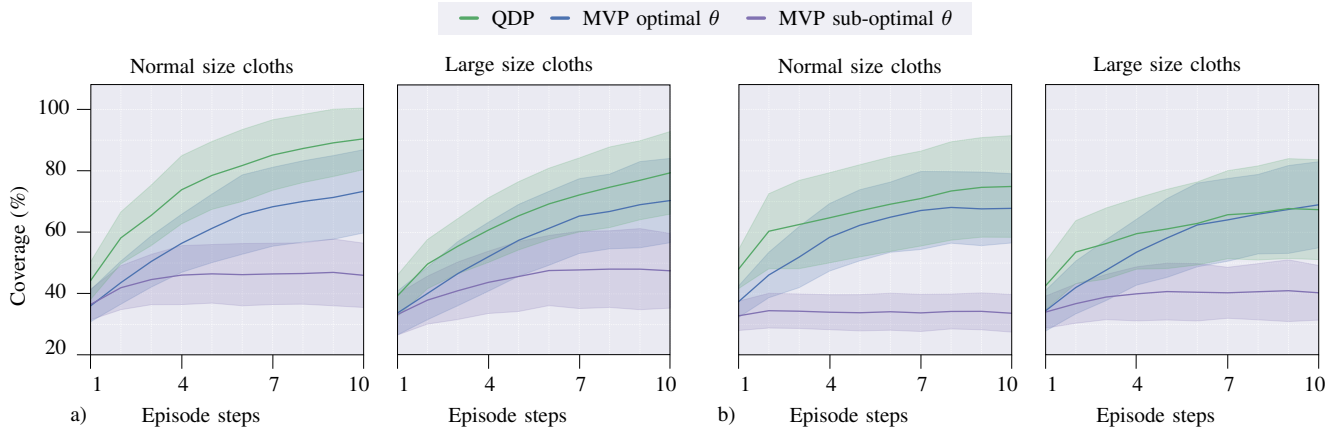 QDP MVP optimal θ MVP sub-optimal θ
Normal size cloths Large size cloths Normal size cloths Large size cloths
100
80
60
40
20
Coverage (%)
1 4 7 10 1 4 7 10 1 4 7 10 1 4 7 10
a) Episode steps Episode steps b) Episode steps Episode steps